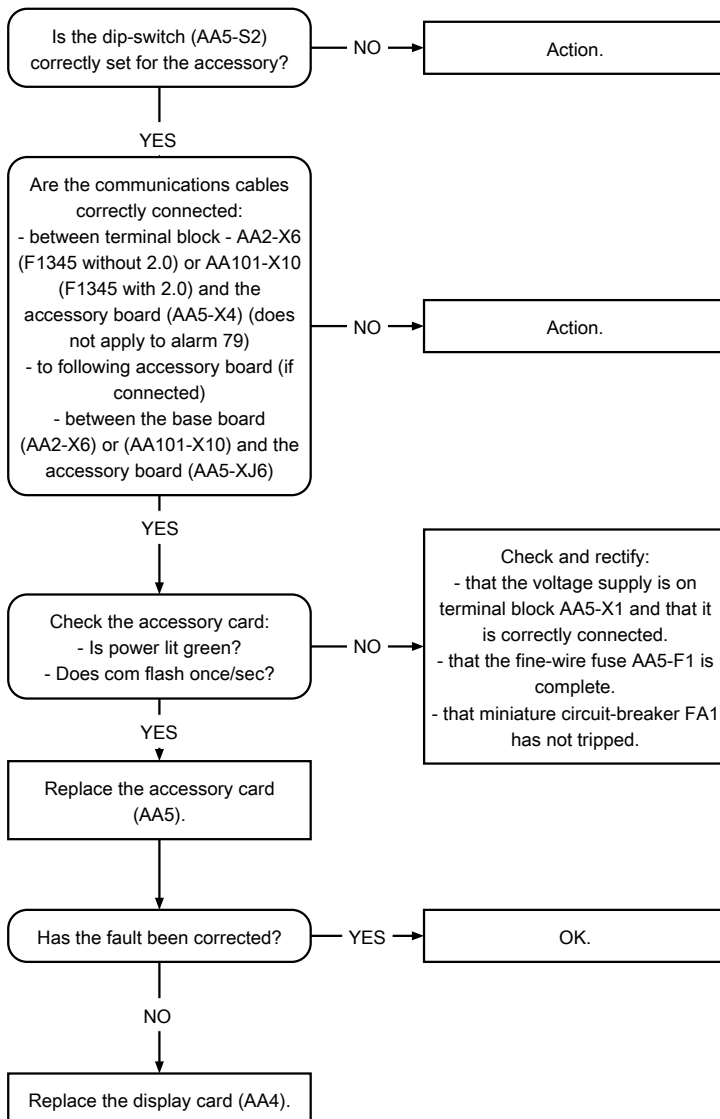 Is the dip-switch (AA5-S2)
correctly set for the accessory?
NO
Action.
YES
Are the communications cables
correctly connected:
- between terminal block - AA2-X6
(F1345 without 2.0) or AA101-X10
(F1345 with 2.0) and the
accessory board (AA5-X4) (does
not apply to alarm 79)
- to following accessory board (if
connected)
- between the base board
(AA2-X6) or (AA101-X10) and the
accessory board (AA5-XJ6)
NO
Action.
YES
Check the accessory card:
- Is power lit green?
- Does com flash once/sec?
NO
Check and rectify:
- that the voltage supply is on
terminal block AA5-X1 and that it
is correctly connected.
- that the fine-wire fuse AA5-F1 is
complete.
- that miniature circuit-breaker FA1
has not tripped.
YES
Replace the accessory card
(AA5).
Has the fault been corrected?
YES
OK.
NO
Replace the display card (AA4).